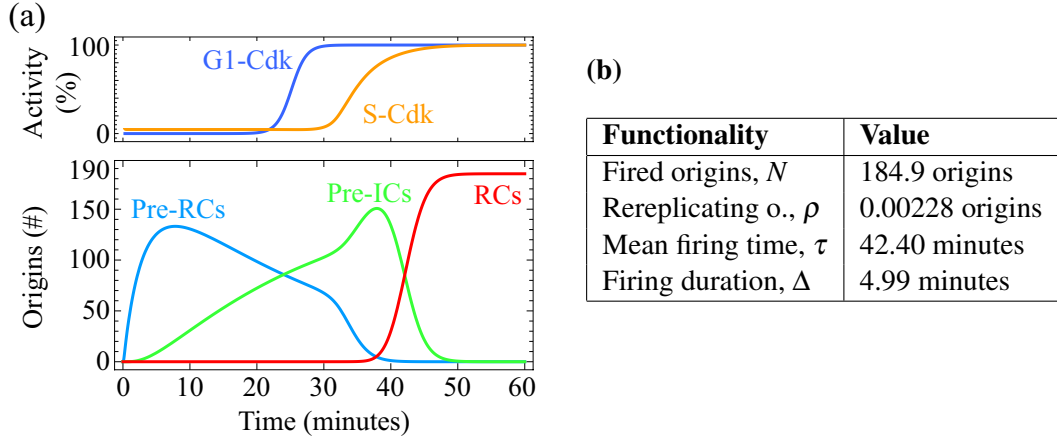 (a)
100
0
Activity
(%)
G1-Cdk
S-Cdk
190
150
100
50
0
Origins (#)
Pre-RCs
Pre-ICs
RCs
0 10 20 30 40 50 60
Time (minutes)
(b)
Functionality Value
Fired origins, N 184.9 origins
Rereplicating o., ρ 0.00228 origins
Mean firing time, τ 42.40 minutes
Firing duration, Δ 4.99 minutes